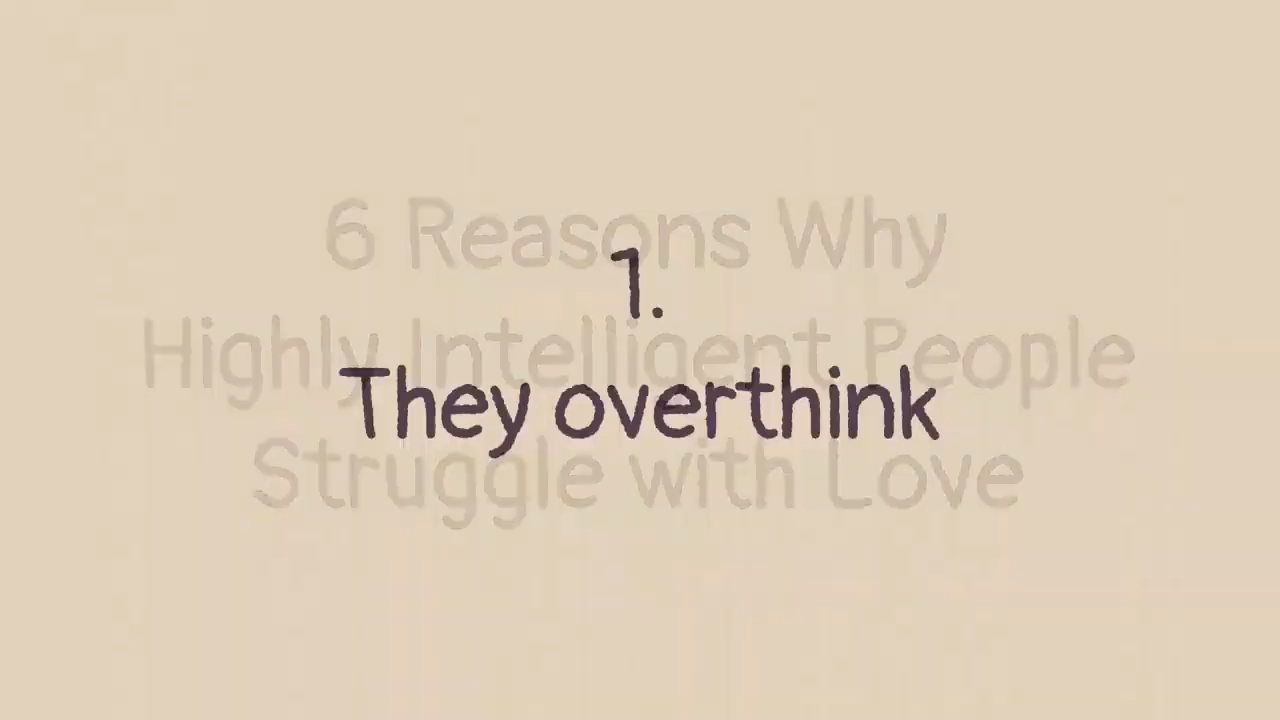 6 Reasons Why
Highly Intelligent People
Struggle with Love
1.
They overthink